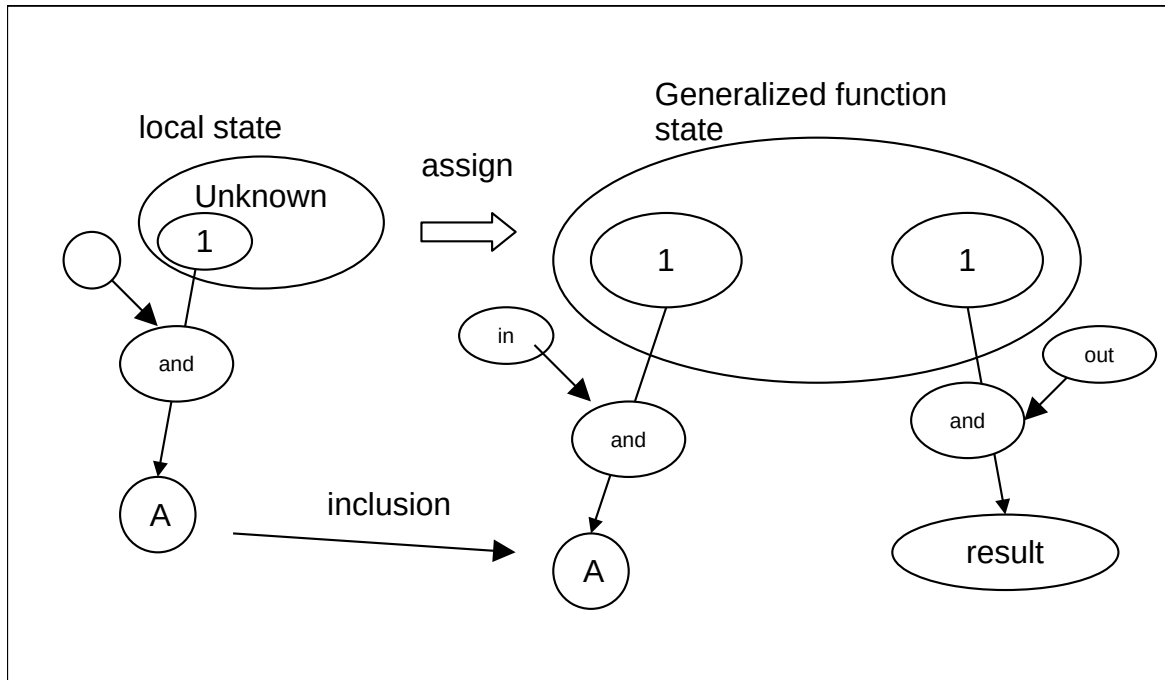 Generalized function
state
local state
assign
Unknown
1
1
1
in
out
and
and
and
A
inclusion
A
result